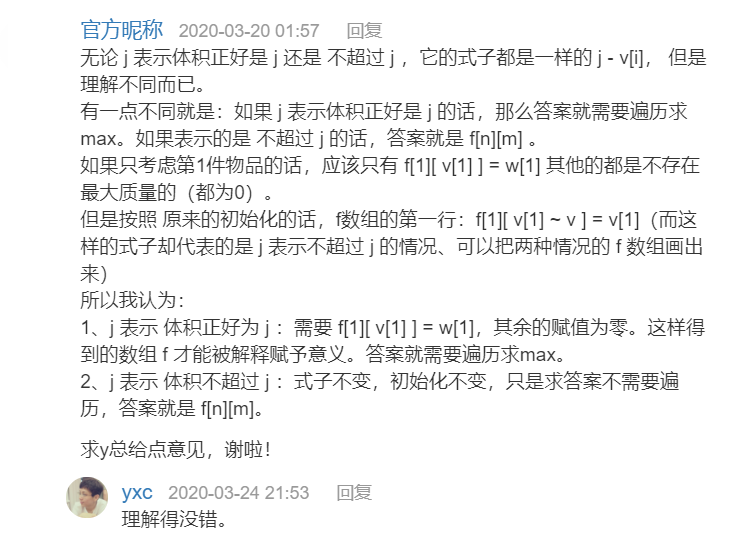 官方昵称 2020-03-20 01:57 回复
无论 j 表示体积正好是 j 还是 不超过 j ，它的式子都是一样的 j - v[i]， 但是
理解不同而已。
有一点不同就是：如果 j 表示体积正好是 j 的话，那么答案就需要遍历求
max。如果表示的是 不超过 j 的话，答案就是 f[n][m] 。
如果只考虑第1件物品的话，应该只有 f[1][ v[1] ] = w[1] 其他的都是不存在
最大质量的（都为0）。
但是按照 原来的初始化的话，f数组的第一行：f[1][ v[1] ~ v ] = v[1]（而这
样的式子却代表的是 j 表示不超过 j 的情况、可以把两种情况的 f 数组画出
来）
所以我认为：
1、j 表示 体积正好为 j ：需要 f[1][ v[1] ] = w[1]，其余的赋值为零。这样得
到的数组 f 才能被解释赋予意义。答案就需要遍历求max。
2、j 表示 体积不超过 j ：式子不变，初始化不变，只是求答案不需要遍
历，答案就是 f[n][m]。
求y总给点意见，谢啦！
yxc 2020-03-24 21:53 回复
理解得没错。